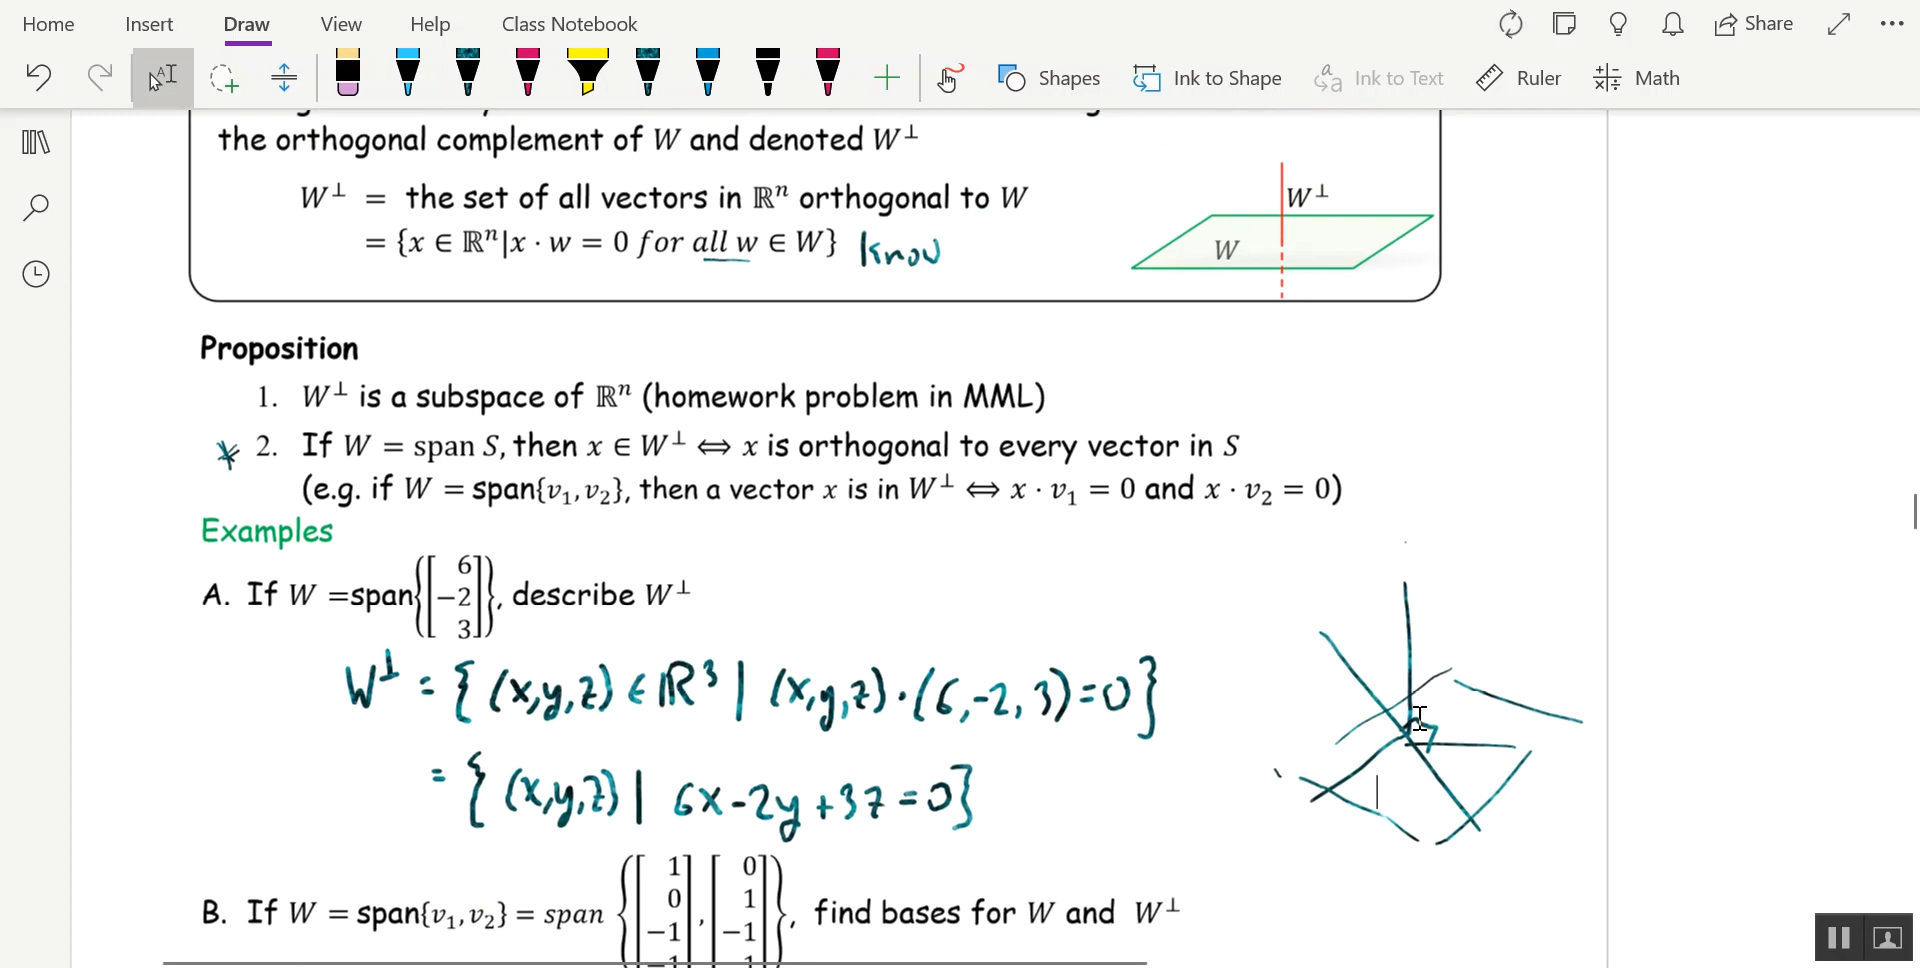 Home Insert Draw View Help Class Notebook Share
Shapes Ink to Shape Ink to Text Ruler Math
the orthogonal complement of W and denoted W⊥
W⊥ = the set of all vectors in ℝⁿ orthogonal to W
= {x ∈ ℝⁿ|x · w = 0 for all w ∈ W} Know
W⊥
W
Proposition
1. W⊥ is a subspace of ℝⁿ (homework problem in MML)
* 2. If W = span S, then x ∈ W⊥ ⟺ x is orthogonal to every vector in S
(e.g. if W = span{v₁, v₂}, then a vector x is in W⊥ ⟺ x · v₁ = 0 and x · v₂ = 0)
Examples
A. If W =span{[6 −2 3]}, describe W⊥
W⊥ = { (x,y,z) ∈ ℝ³ | (x,y,z)·(6,-2,3)=0}
= { (x,y,z) | 6x-2y+3z=0}
B. If W = span{v₁, v₂} = span {[1 0 −1 −1], [0 1 −1 1]}, find bases for W and W⊥